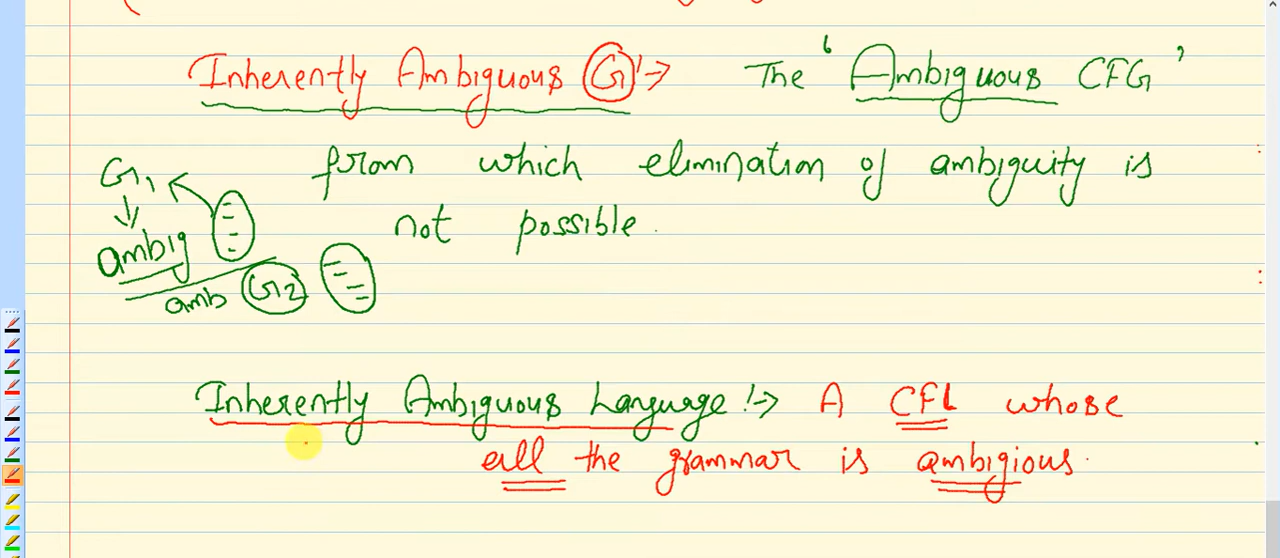 Inherently Ambiguous G :-> The 'Ambiguous CFG'
from which elimination of ambiguity is
not possible.
G1
ambig
amb G2
Inherently Ambiguous Language :-> A CFL whose
all the grammar is ambigious.